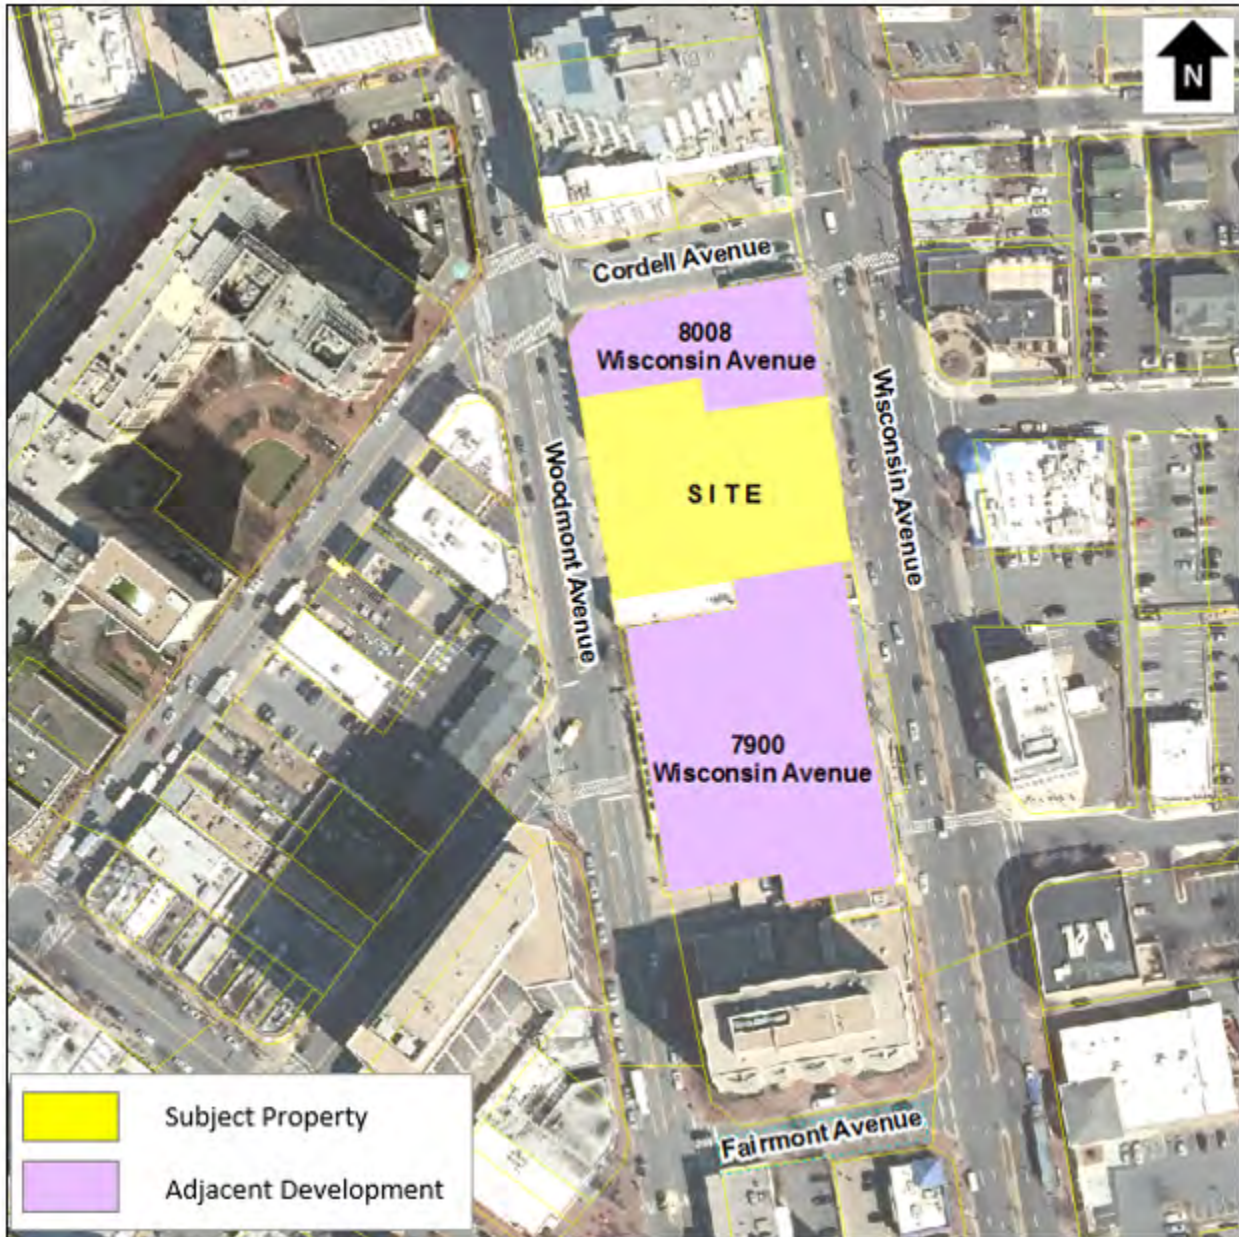 N
Cordell Avenue
8008
Wisconsin Avenue
Wisconsin Avenue
Woodmont Avenue
SITE
7900
Wisconsin Avenue
Fairmont Avenue
Subject Property
Adjacent Development